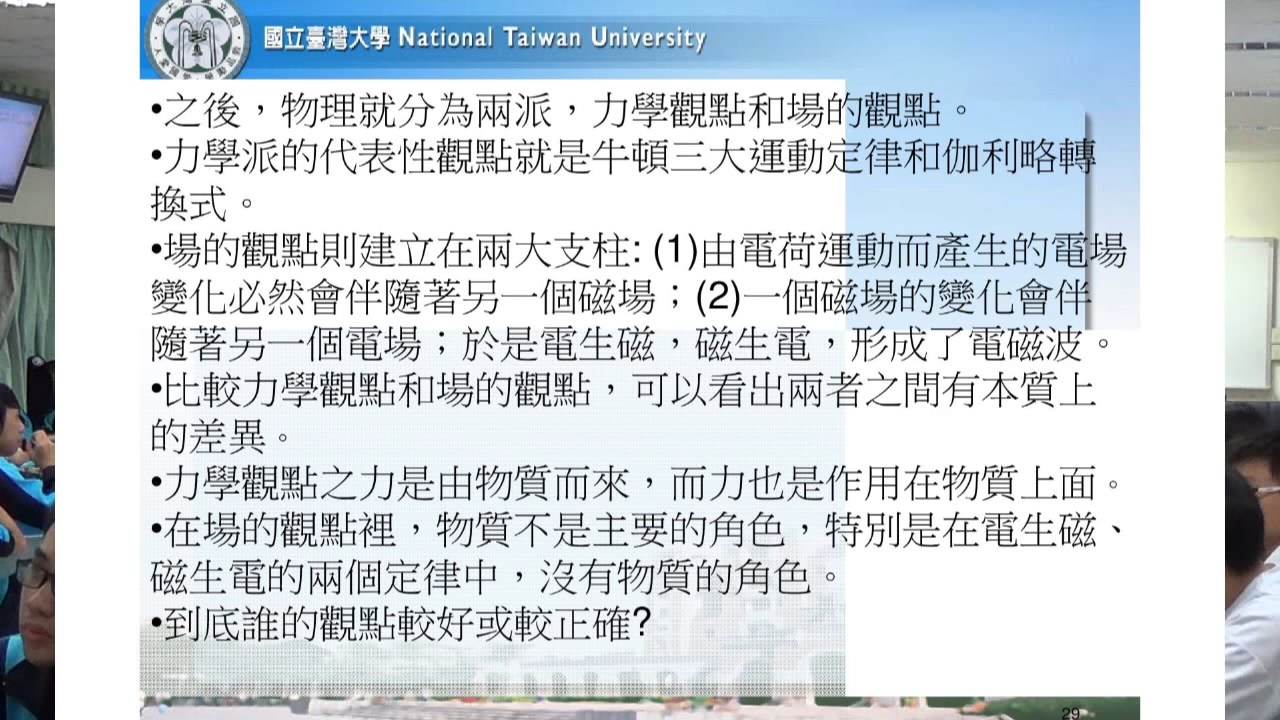 國立臺灣大學 National Taiwan University
•之後，物理就分為兩派，力學觀點和場的觀點。
•力學派的代表性觀點就是牛頓三大運動定律和伽利略轉
換式。
•場的觀點則建立在兩大支柱: (1)由電荷運動而產生的電場
變化必然會伴隨著另一個磁場；(2)一個磁場的變化會伴
隨著另一個電場；於是電生磁，磁生電，形成了電磁波。
•比較力學觀點和場的觀點，可以看出兩者之間有本質上
的差異。
•力學觀點之力是由物質而來，而力也是作用在物質上面。
•在場的觀點裡，物質不是主要的角色，特別是在電生磁、
磁生電的兩個定律中，沒有物質的角色。
•到底誰的觀點較好或較正確?
29